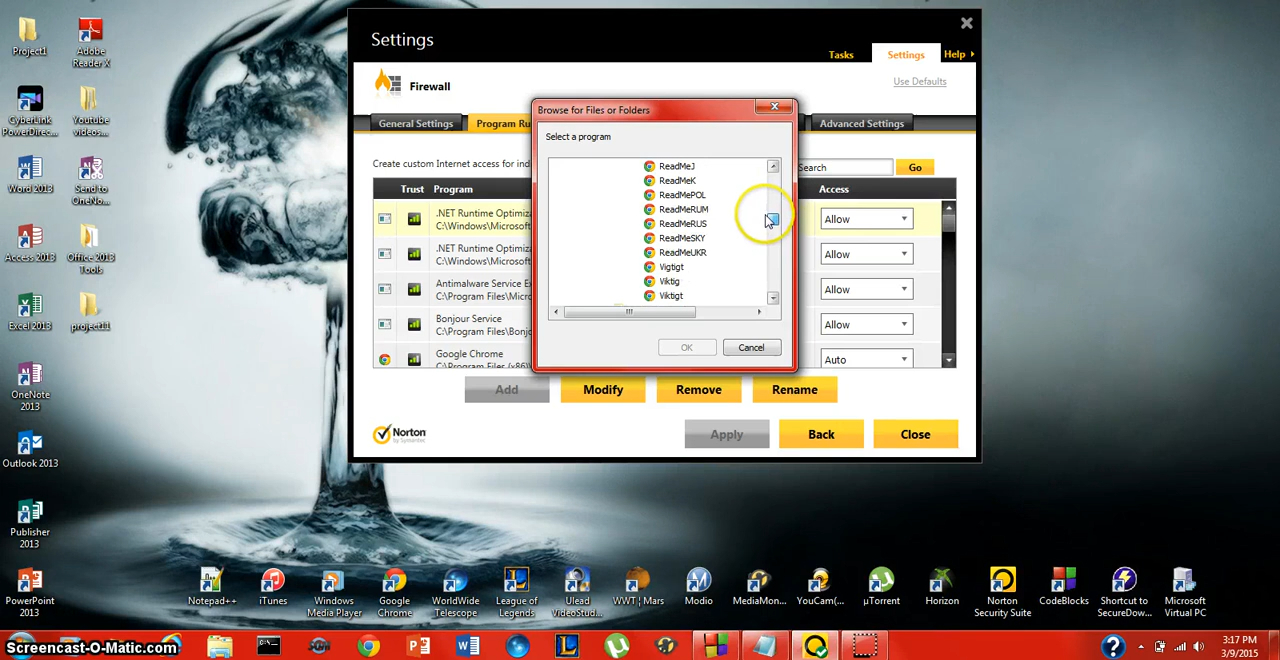 Settings
Tasks
Settings
Help
Firewall
Use Defaults
General Settings
Program Ru
Advanced Settings
Create custom Internet access for ind
Search
Go
Trust
Program
Access
.NET Runtime Optimiza
C:\Windows\Microsoft
Allow
.NET Runtime Optimiza
C:\Windows\Microsoft
Allow
Antimalware Service Ex
C:\Program Files\Micro
Allow
Bonjour Service
C:\Program Files\Bonjo
Allow
Google Chrome
C:\Program Files (x86)\
Auto
Add
Modify
Remove
Rename
Norton
by Symantec
Apply
Back
Close
Browse for Files or Folders
Select a program
ReadMeJ
ReadMeK
ReadMePOL
ReadMeRUM
ReadMeRUS
ReadMeSKY
ReadMeUKR
Vigtigt
Viktig
Viktigt
OK
Cancel
Project1
Adobe
Reader X
CyberLink
PowerDirec...
Youtube
videos...
Word 2013
Send to
OneNo...
Access 2013
Office 2013
Tools
Excel 2013
project11
OneNote
2013
Outlook 2013
Publisher
2013
PowerPoint
2013
Notepad++
iTunes
Windows
Media Player
Google
Chrome
WorldWide
Telescope
League of
Legends
Ulead
VideoStud...
WWT ¦ Mars
Modio
MediaMon...
YouCam(...
µTorrent
Horizon
Norton
Security Suite
CodeBlocks
Shortcut to
SecureDow...
Microsoft
Virtual PC
Screencast-O-Matic.com
3:17 PM
3/9/2015